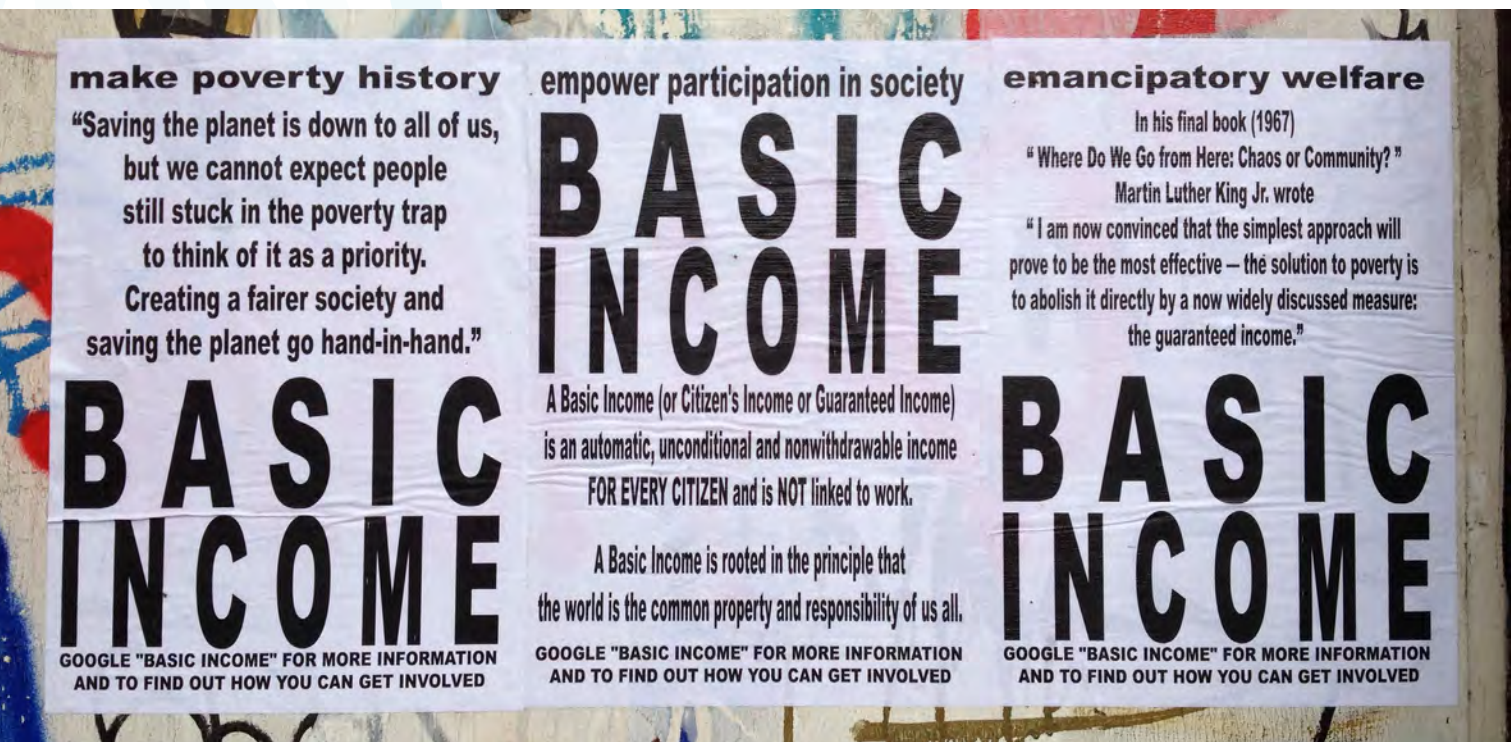 make poverty history
“Saving the planet is down to all of us,
but we cannot expect people
still stuck in the poverty trap
to think of it as a priority.
Creating a fairer society and
saving the planet go hand-in-hand.”
BASIC
INCOME
GOOGLE "BASIC INCOME" FOR MORE INFORMATION
AND TO FIND OUT HOW YOU CAN GET INVOLVED
empower participation in society
BASIC
INCOME
A Basic Income (or Citizen's Income or Guaranteed Income)
is an automatic, unconditional and nonwithdrawable income
FOR EVERY CITIZEN and is NOT linked to work.
A Basic Income is rooted in the principle that
the world is the common property and responsibility of us all.
GOOGLE "BASIC INCOME" FOR MORE INFORMATION
AND TO FIND OUT HOW YOU CAN GET INVOLVED
emancipatory welfare
In his final book (1967)
“ Where Do We Go from Here: Chaos or Community? ”
Martin Luther King Jr. wrote
“ I am now convinced that the simplest approach will
prove to be the most effective — the solution to poverty is
to abolish it directly by a now widely discussed measure:
the guaranteed income.”
BASIC
INCOME
GOOGLE "BASIC INCOME" FOR MORE INFORMATION
AND TO FIND OUT HOW YOU CAN GET INVOLVED